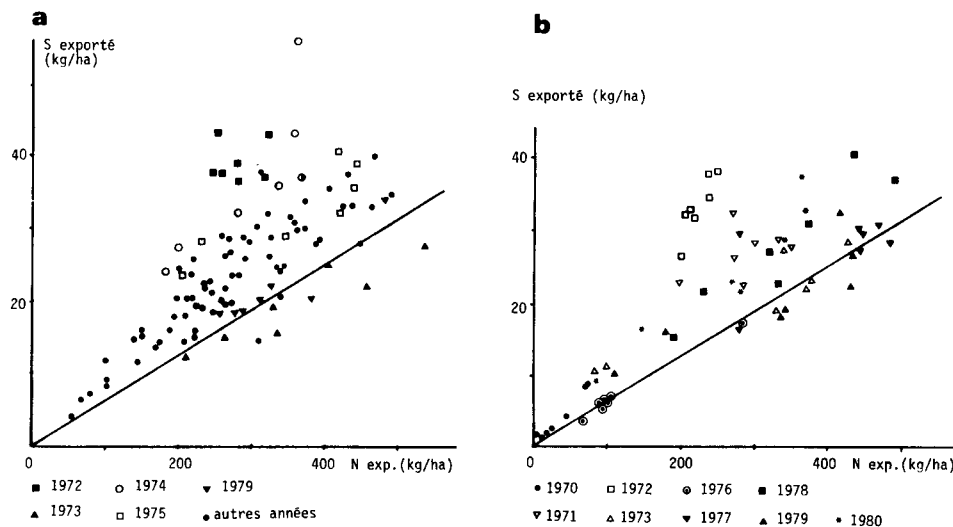 a
S exporté
(kg/ha)
40
20
0
200
400
N exp.(kg/ha)
■ 1972 ○ 1974 ▼ 1979
▲ 1973 □ 1975 ● autres années
b
S exporté (kg/ha)
40
20
0
200
400
N exp.(kg/ha)
● 1970 □ 1972 ◉ 1976 ■ 1978
▽ 1971 △ 1973 ▼ 1977 ▲ 1979 * 1980